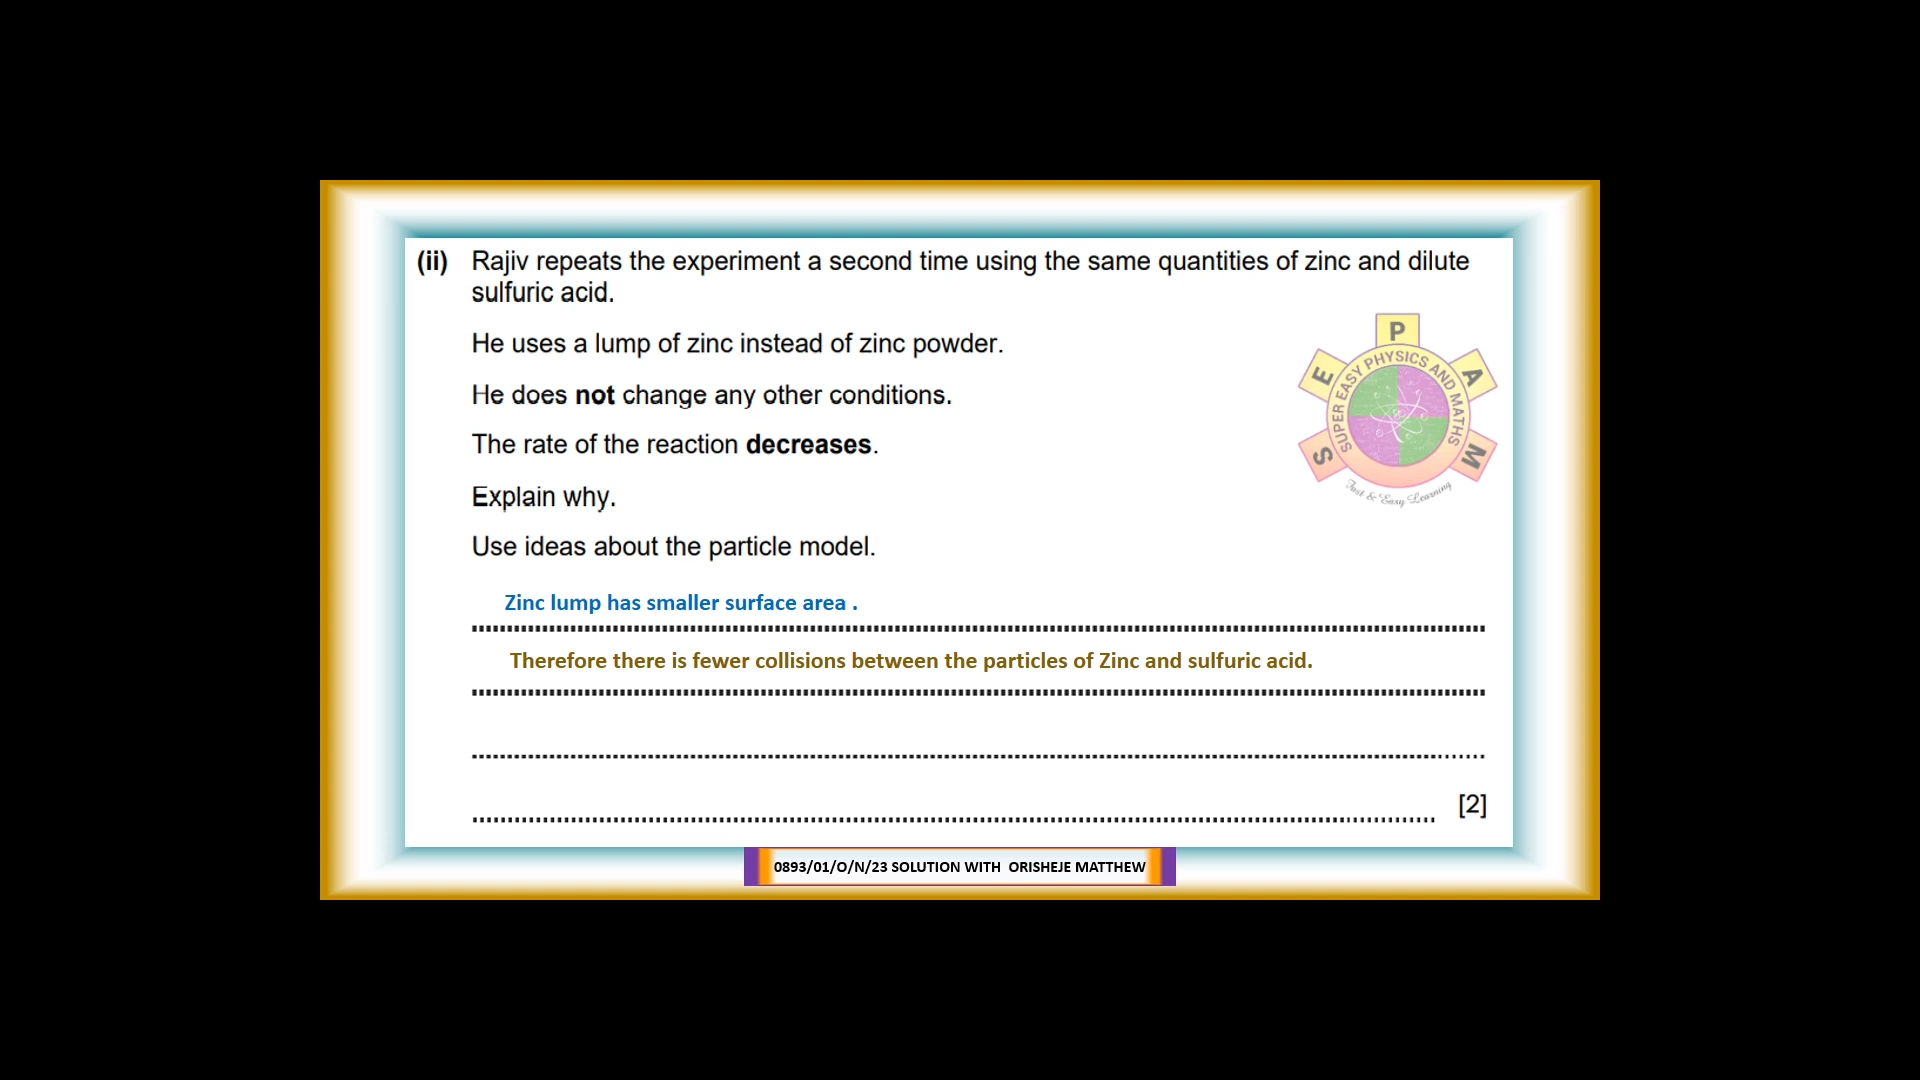 (ii) Rajiv repeats the experiment a second time using the same quantities of zinc and dilute
sulfuric acid.
He uses a lump of zinc instead of zinc powder.
He does not change any other conditions.
The rate of the reaction decreases.
Explain why.
Use ideas about the particle model.
S E P A M
SUPER EASY PHYSICS AND MATHS
Fast & Easy Learning
Zinc lump has smaller surface area .
Therefore there is fewer collisions between the particles of Zinc and sulfuric acid.
[2]
0893/01/O/N/23 SOLUTION WITH ORISHEJE MATTHEW